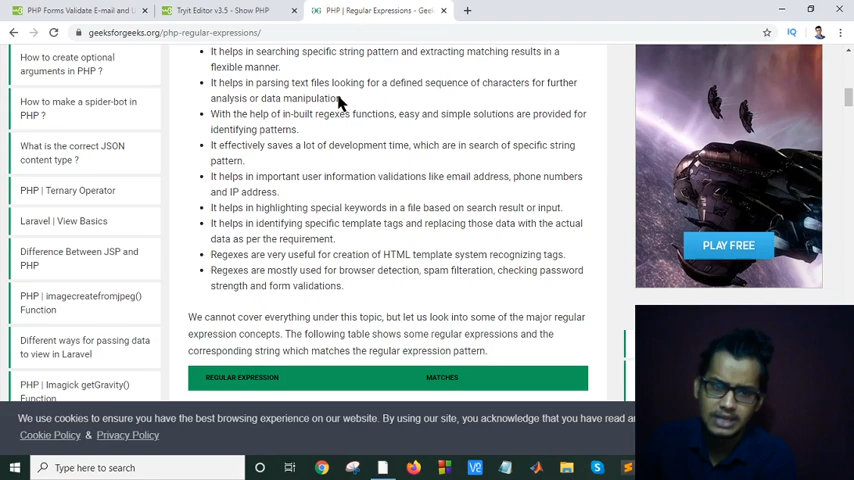 PHP Forms Validate E-mail and U
Tryit Editor v3.5 - Show PHP
PHP | Regular Expressions - Geek
geeksforgeeks.org/php-regular-expressions/
IQ
How to create optional
arguments in PHP ?
How to make a spider-bot in
PHP ?
What is the correct JSON
content type ?
PHP | Ternary Operator
Laravel | View Basics
Difference Between JSP and
PHP
PHP | imagecreatefromjpeg()
Function
Different ways for passing data
to view in Laravel
PHP | Imagick getGravity()
Function
It helps in searching specific string pattern and extracting matching results in a
flexible manner.
It helps in parsing text files looking for a defined sequence of characters for further
analysis or data manipulation.
With the help of in-built regexes functions, easy and simple solutions are provided for
identifying patterns.
It effectively saves a lot of development time, which are in search of specific string
pattern.
It helps in important user information validations like email address, phone numbers
and IP address.
It helps in highlighting special keywords in a file based on search result or input.
It helps in identifying specific template tags and replacing those data with the actual
data as per the requirement.
Regexes are very useful for creation of HTML template system recognizing tags.
Regexes are mostly used for browser detection, spam filteration, checking password
strength and form validations.
We cannot cover everything under this topic, but let us look into some of the major regular
expression concepts. The following table shows some regular expressions and the
corresponding string which matches the regular expression pattern.
REGULAR EXPRESSION MATCHES
PLAY FREE
We use cookies to ensure you have the best browsing experience on our website. By using our site, you acknowledge that you have read an
Cookie Policy & Privacy Policy
Type here to search